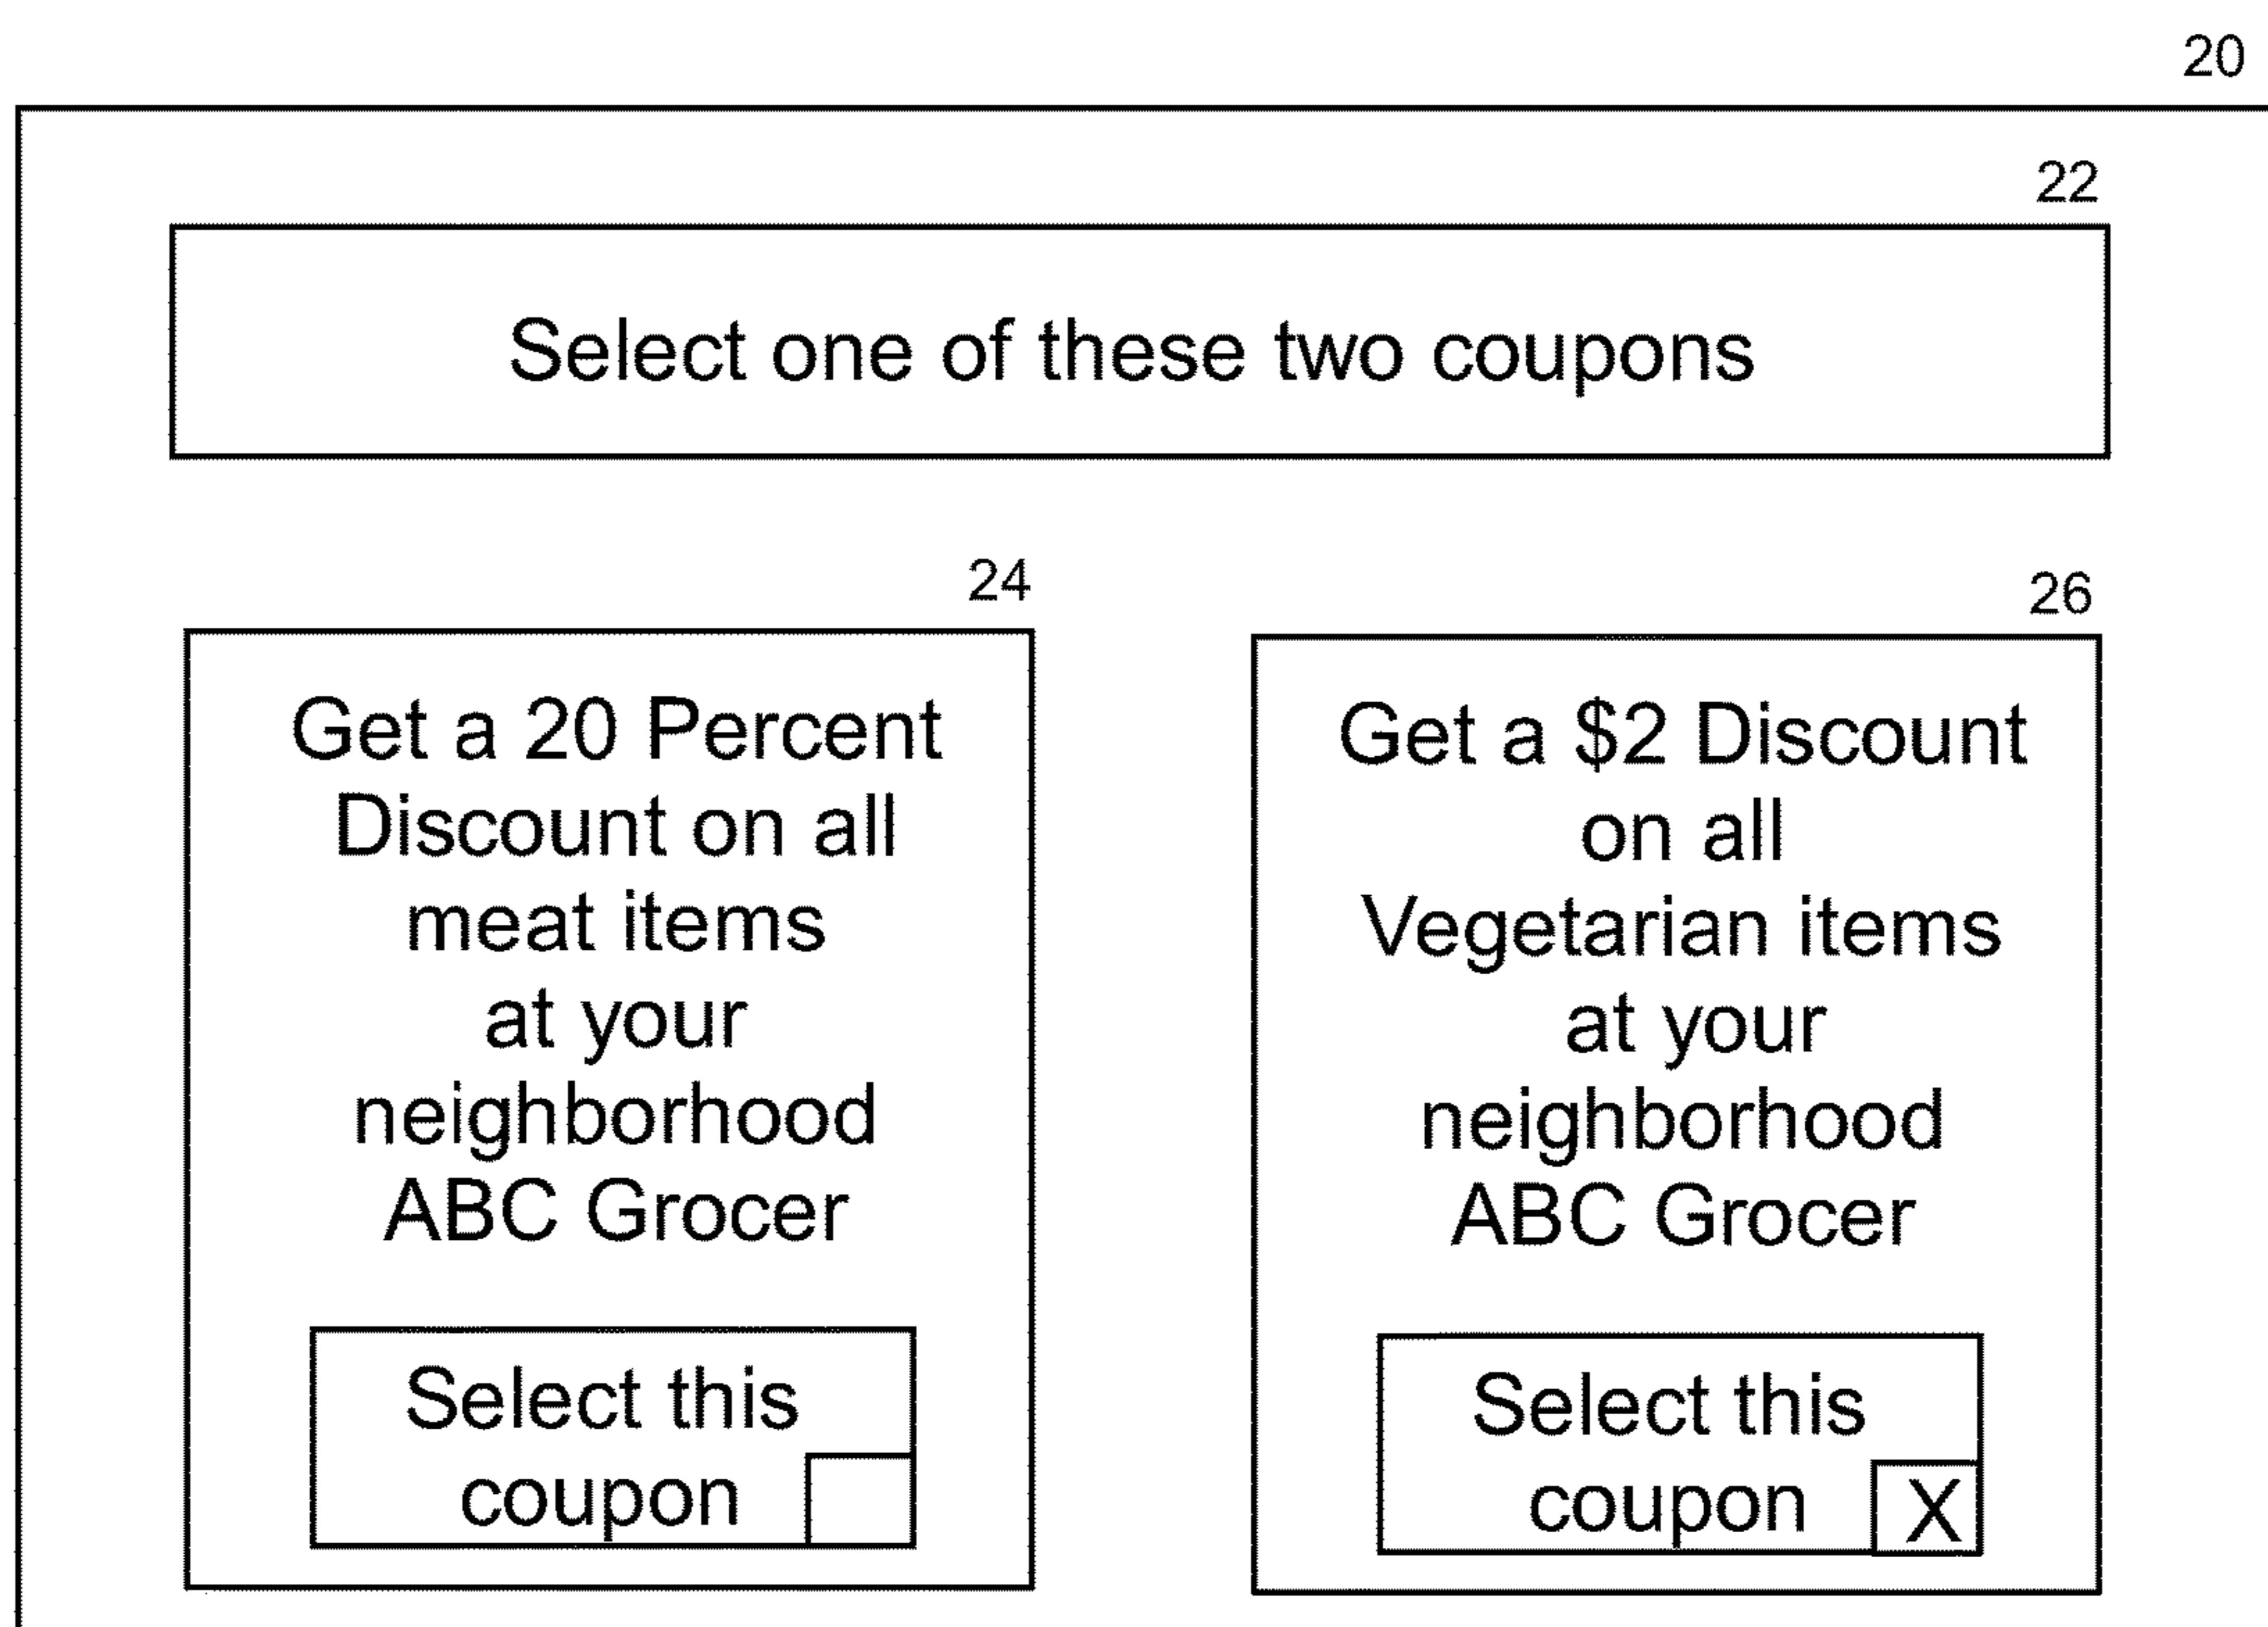 20
22
Select one of these two coupons
24
Get a 20 Percent
Discount on all
meat items
at your
neighborhood
ABC Grocer
Select this
coupon
26
Get a $2 Discount
on all
Vegetarian items
at your
neighborhood
ABC Grocer
Select this
coupon X